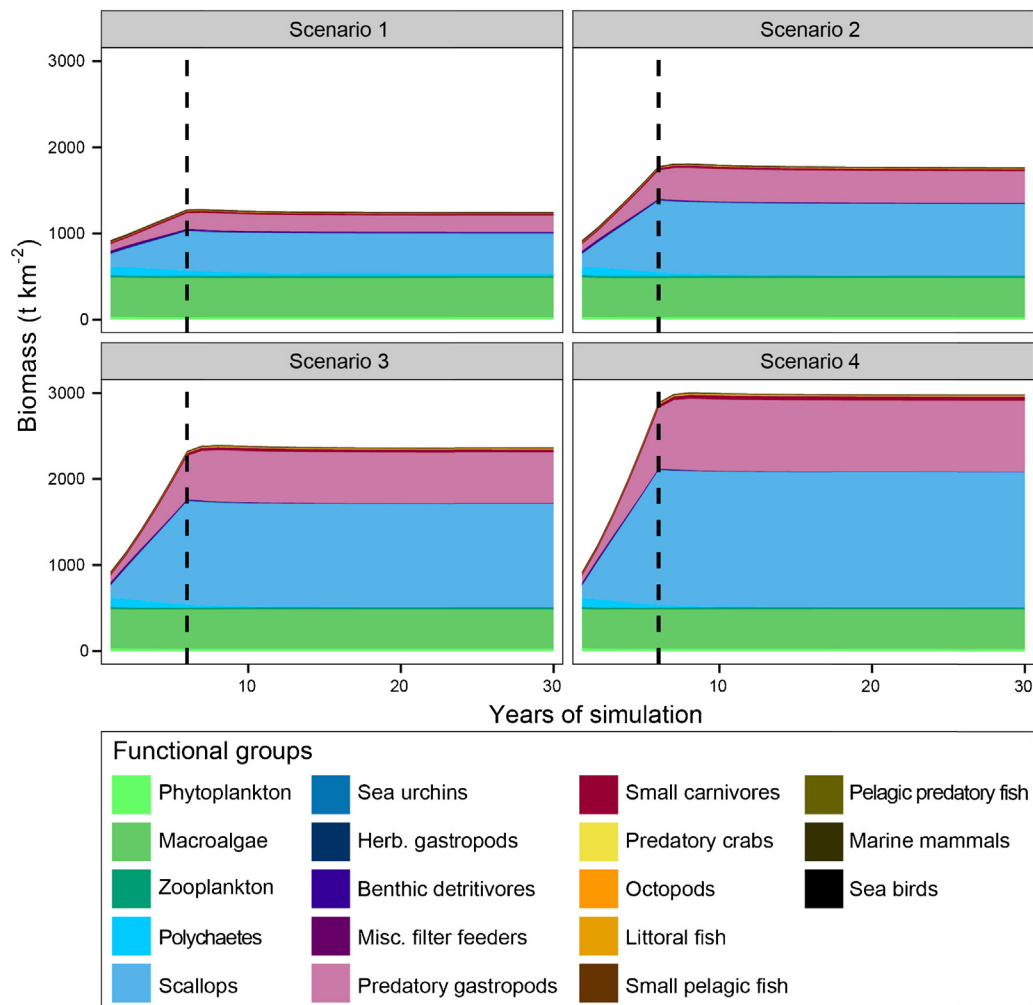 Scenario 1
Scenario 2
3000
2000
1000
0
Scenario 3
Scenario 4
3000
2000
1000
0
Biomass (t km-2)
10
20
30
10
20
30
Years of simulation
Functional groups
Phytoplankton
Macroalgae
Zooplankton
Polychaetes
Scallops
Sea urchins
Herb. gastropods
Benthic detritivores
Misc. filter feeders
Predatory gastropods
Small carnivores
Predatory crabs
Octopods
Littoral fish
Small pelagic fish
Pelagic predatory fish
Marine mammals
Sea birds